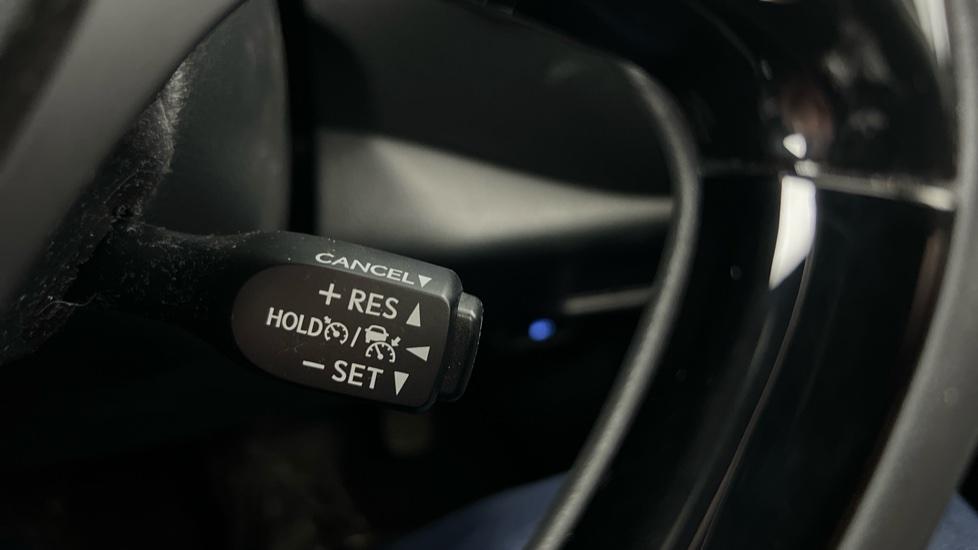 CANCEL▼
+ RES ▲
HOLD /
− SET ▼